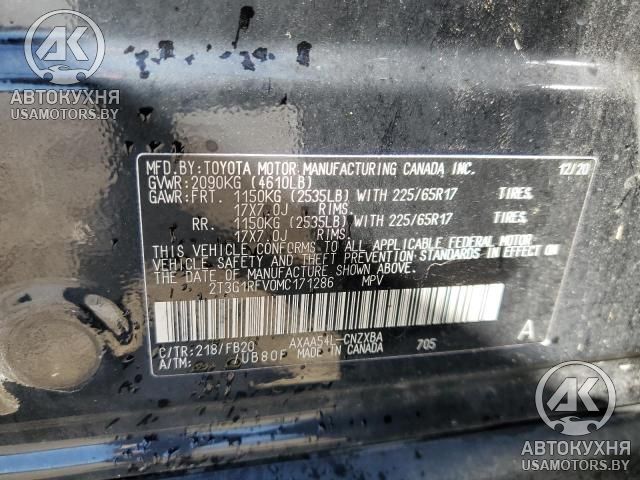 AK
АВТОКУХНЯ
USAMOTORS.BY
MFD.BY:TOYOTA MOTOR MANUFACTURING CANADA INC. 12/20
GVWR:2090KG (4610LB)
GAWR:FRT. 1150KG (2535LB) WITH 225/65R17 TIRES,
17X7.0J RIMS,
RR. 1150KG (2535LB) WITH 225/65R17 TIRES,
17X7.0J RIMS,
THIS VEHICLE CONFORMS TO ALL APPLICABLE FEDERAL MOTOR
VEHICLE SAFETY AND THEFT PREVENTION STANDARDS IN EFFECT ON
THE DATE OF MANUFACTURE SHOWN ABOVE.
2T3G1RFV0MC171286 MPV
C/TR:218/FB20 AXAA54L-CNZXBA A
A/TM: /UB80F MADE IN CANADA 705
AK
АВТОКУХНЯ
USAMOTORS.BY